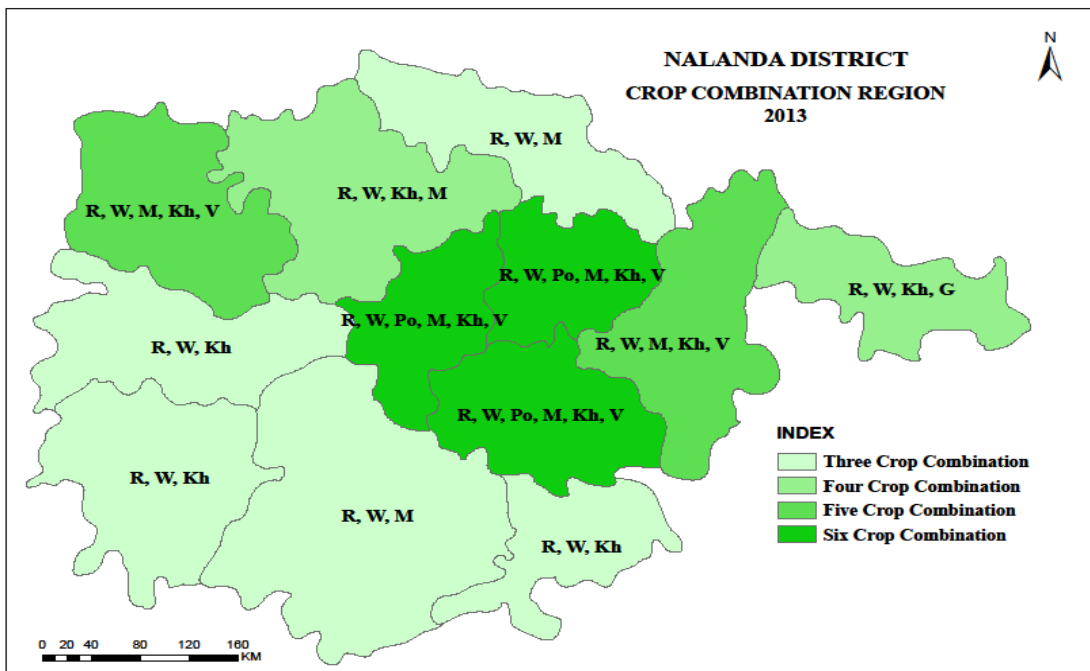 N
NALANDA DISTRICT
CROP COMBINATION REGION
2013
R, W, M
R, W, Kh, M
R, W, M, Kh, V
R, W, Po, M, Kh, V
R, W, Kh, G
R, W, Po, M, Kh, V
R, W, M, Kh, V
R, W, Kh
R, W, Po, M, Kh, V
R, W, Kh
R, W, M
R, W, Kh
INDEX
Three Crop Combination
Four Crop Combination
Five Crop Combination
Six Crop Combination
0 20 40 80 120 160
KM